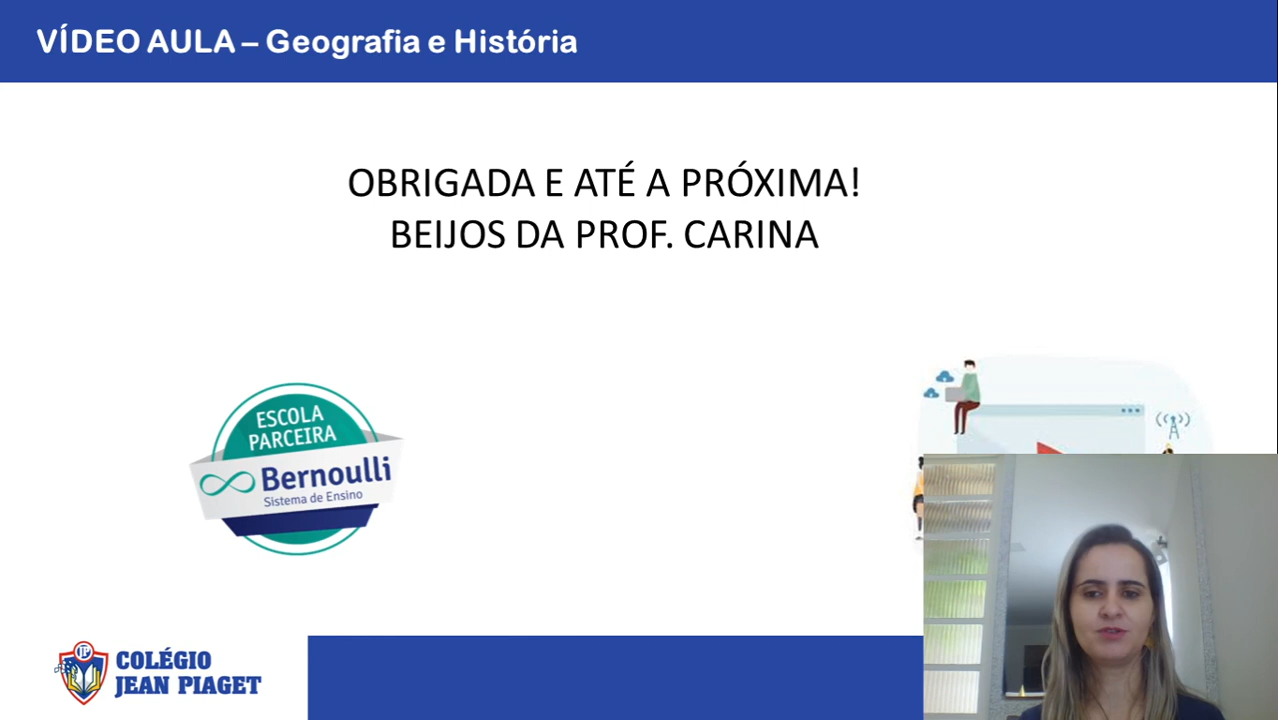 VÍDEO AULA – Geografia e História
OBRIGADA E ATÉ A PRÓXIMA!
BEIJOS DA PROF. CARINA
ESCOLA
PARCEIRA
Bernoulli
Sistema de Ensino
COLÉGIO
JEAN PIAGET